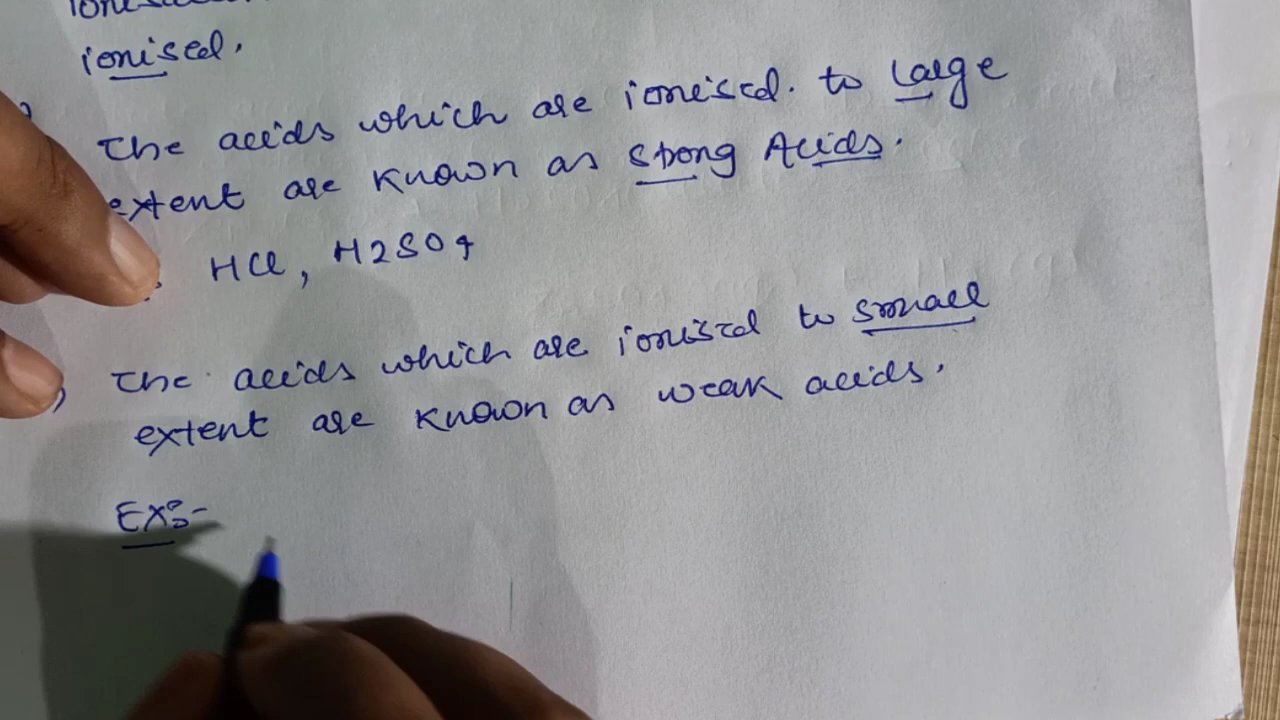 ionised.
The acids which are ionised. to large
extent are known as strong Acids.
HCl, H2SO4
The acids which are ionised to small
extent are known as weak acids.
Ex:-